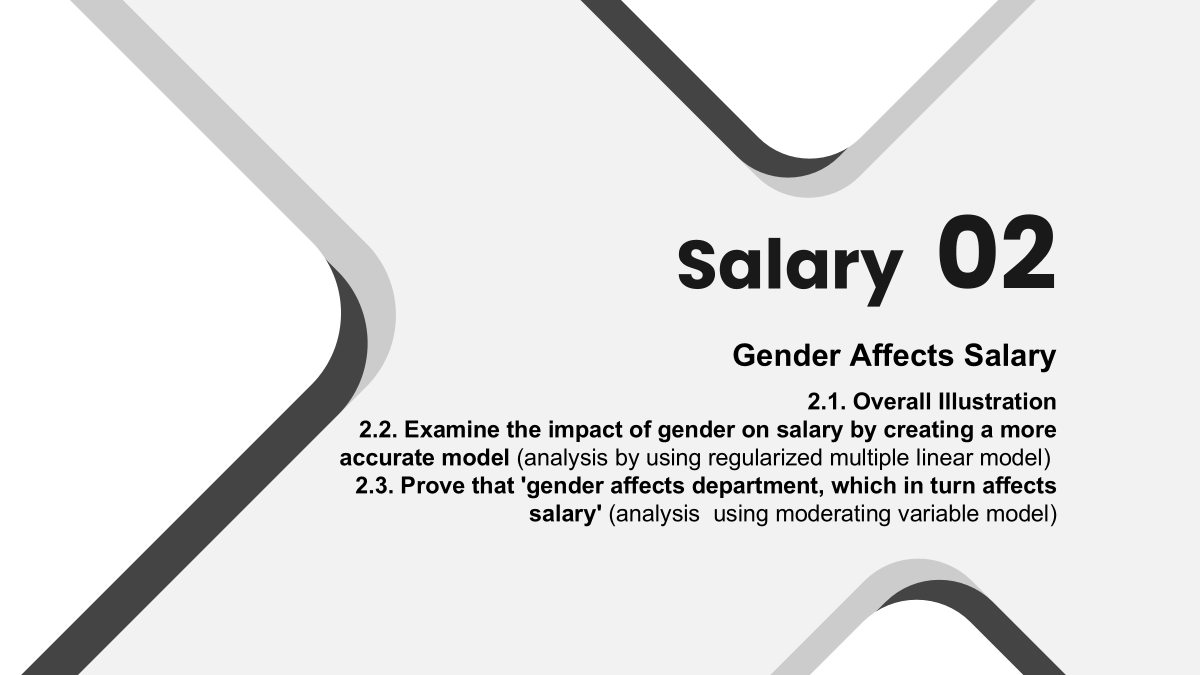 Salary 02
Gender Affects Salary
2.1. Overall Illustration
2.2. Examine the impact of gender on salary by creating a more
accurate model (analysis by using regularized multiple linear model)
2.3. Prove that 'gender affects department, which in turn affects
salary' (analysis  using moderating variable model)